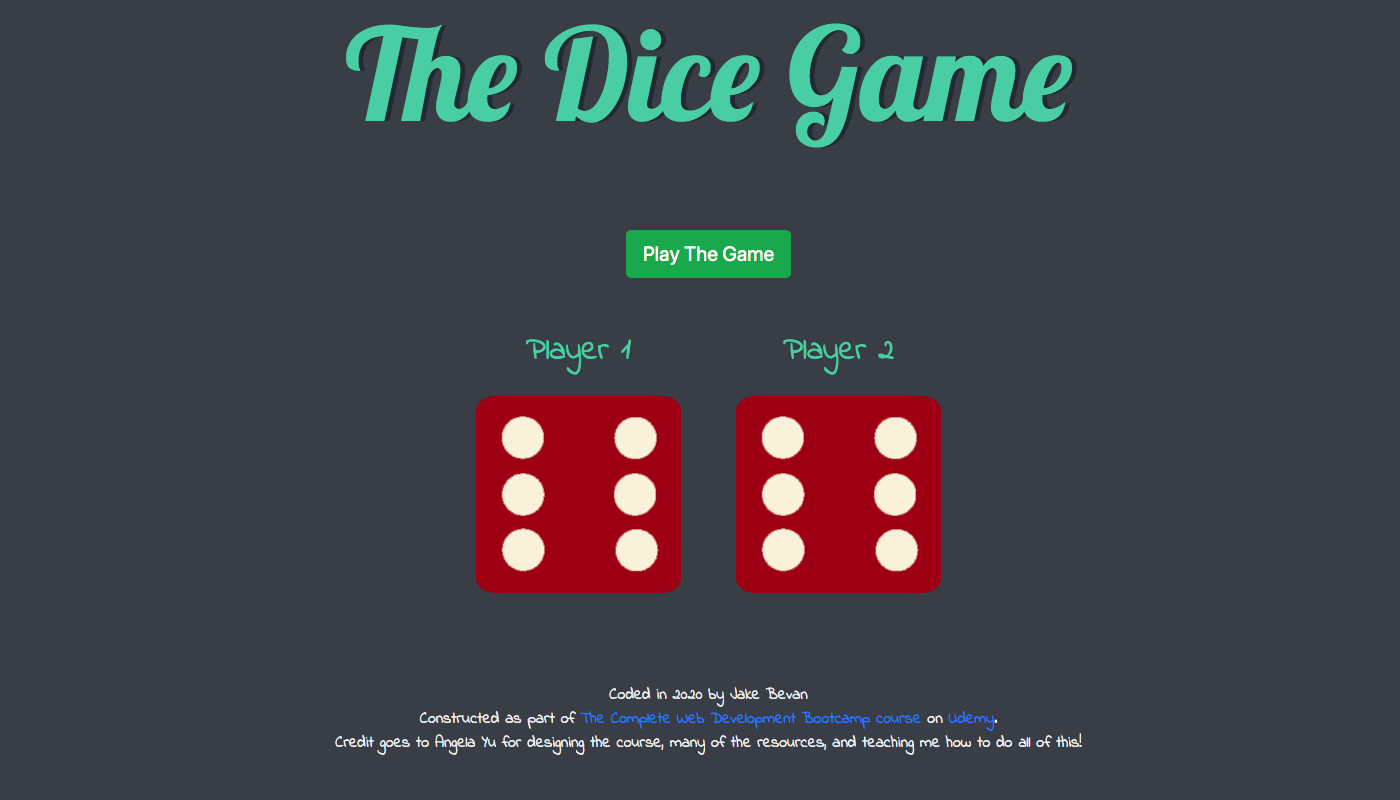 The Dice Game
Play The Game
Player 1
Player 2
Coded in 2020 by Jake Bevan
Constructed as part of The Complete Web Development Bootcamp course on Udemy.
Credit goes to Angela Yu for designing the course, many of the resources, and teaching me how to do all of this!